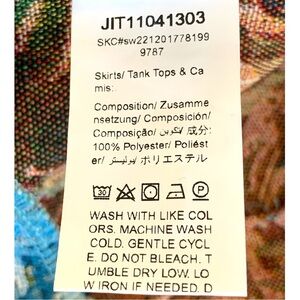 JIT11041303
SKC#sw221201778199
9787
Skirts/ Tank Tops & Ca
mis:
Composition/ Zusamme
nsetzung/ Composición/
Composição/ تكوين/ 成分:
100% Polyester/ Poliést
er/ بوليستر/ ポリエステル
30 P
WASH WITH LIKE COL
ORS. MACHINE WASH
COLD. GENTLE CYCL
E. DO NOT BLEACH. T
UMBLE DRY LOW. LO
W IRON IF NEEDED. D